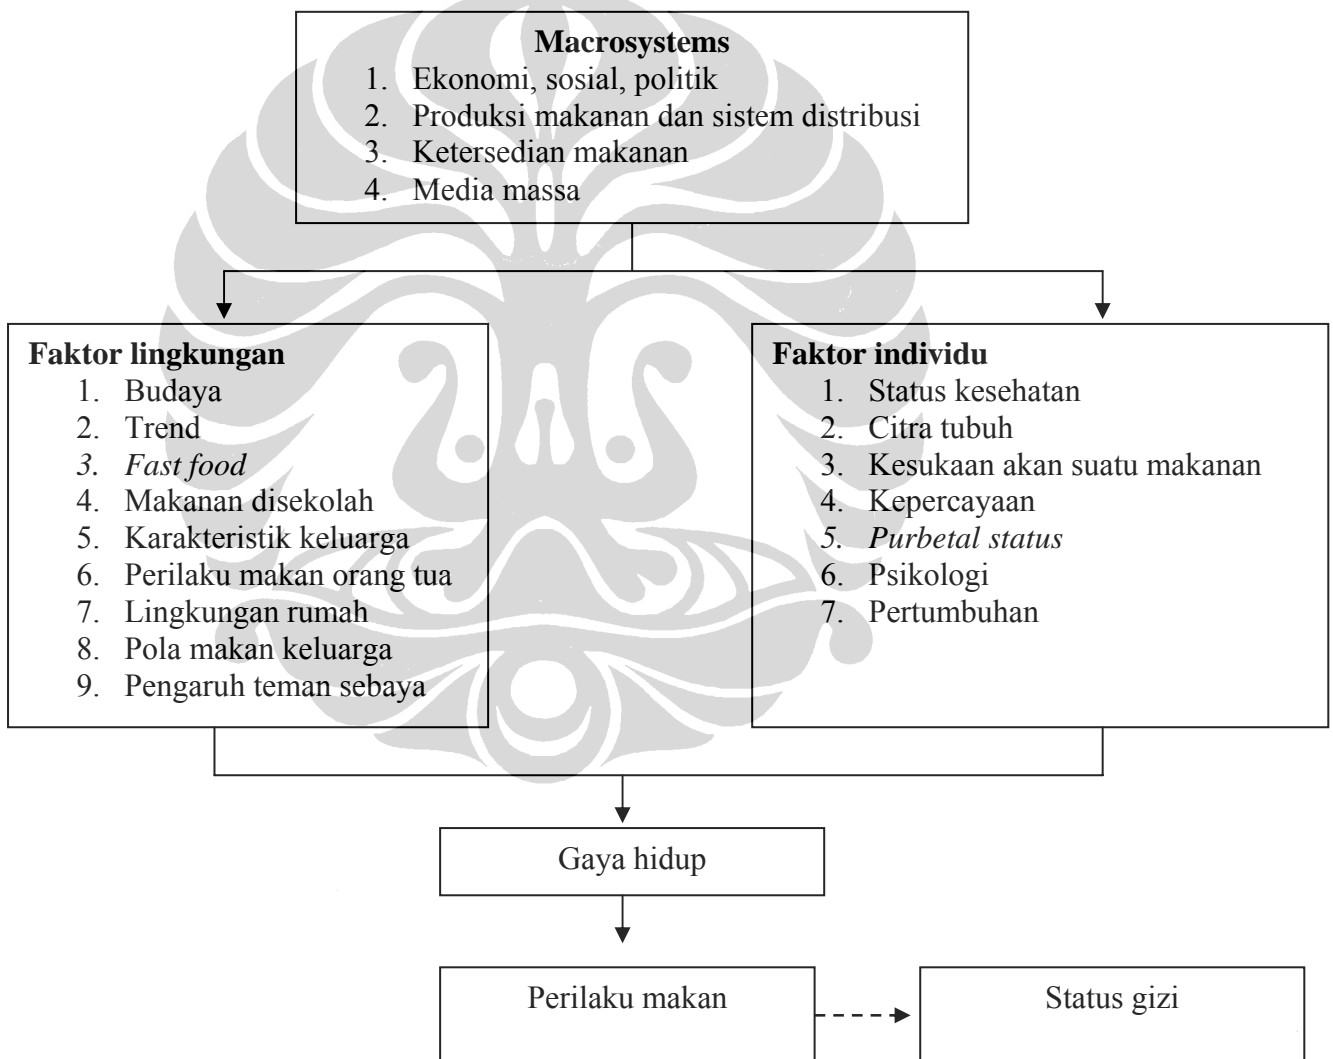 Macrosystems
1. Ekonomi, sosial, politik
2. Produksi makanan dan sistem distribusi
3. Ketersedian makanan
4. Media massa
Faktor lingkungan
1. Budaya
2. Trend
3. Fast food
4. Makanan disekolah
5. Karakteristik keluarga
6. Perilaku makan orang tua
7. Lingkungan rumah
8. Pola makan keluarga
9. Pengaruh teman sebaya
Faktor individu
1. Status kesehatan
2. Citra tubuh
3. Kesukaan akan suatu makanan
4. Kepercayaan
5. Purbetal status
6. Psikologi
7. Pertumbuhan
Gaya hidup
Perilaku makan
Status gizi